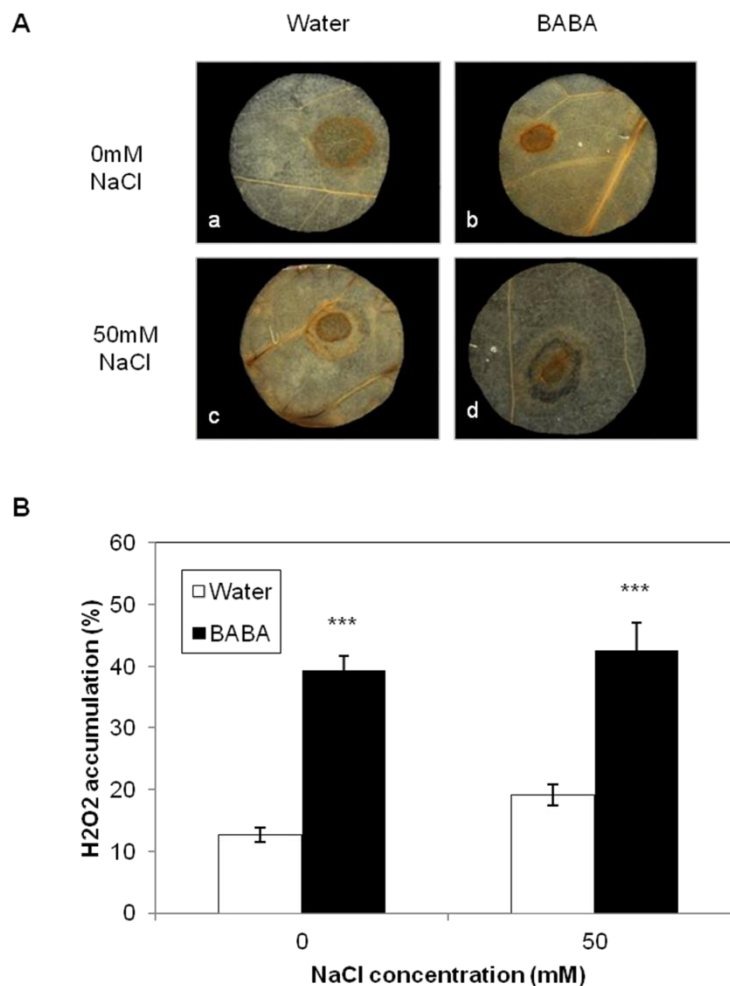 A
Water BABA
0mM
NaCl
a b
50mM
NaCl
c d
B
60
50
40
30
20
10
0
H2O2 accumulation (%)
Water
BABA
*** ***
0 50
NaCl concentration (mM)